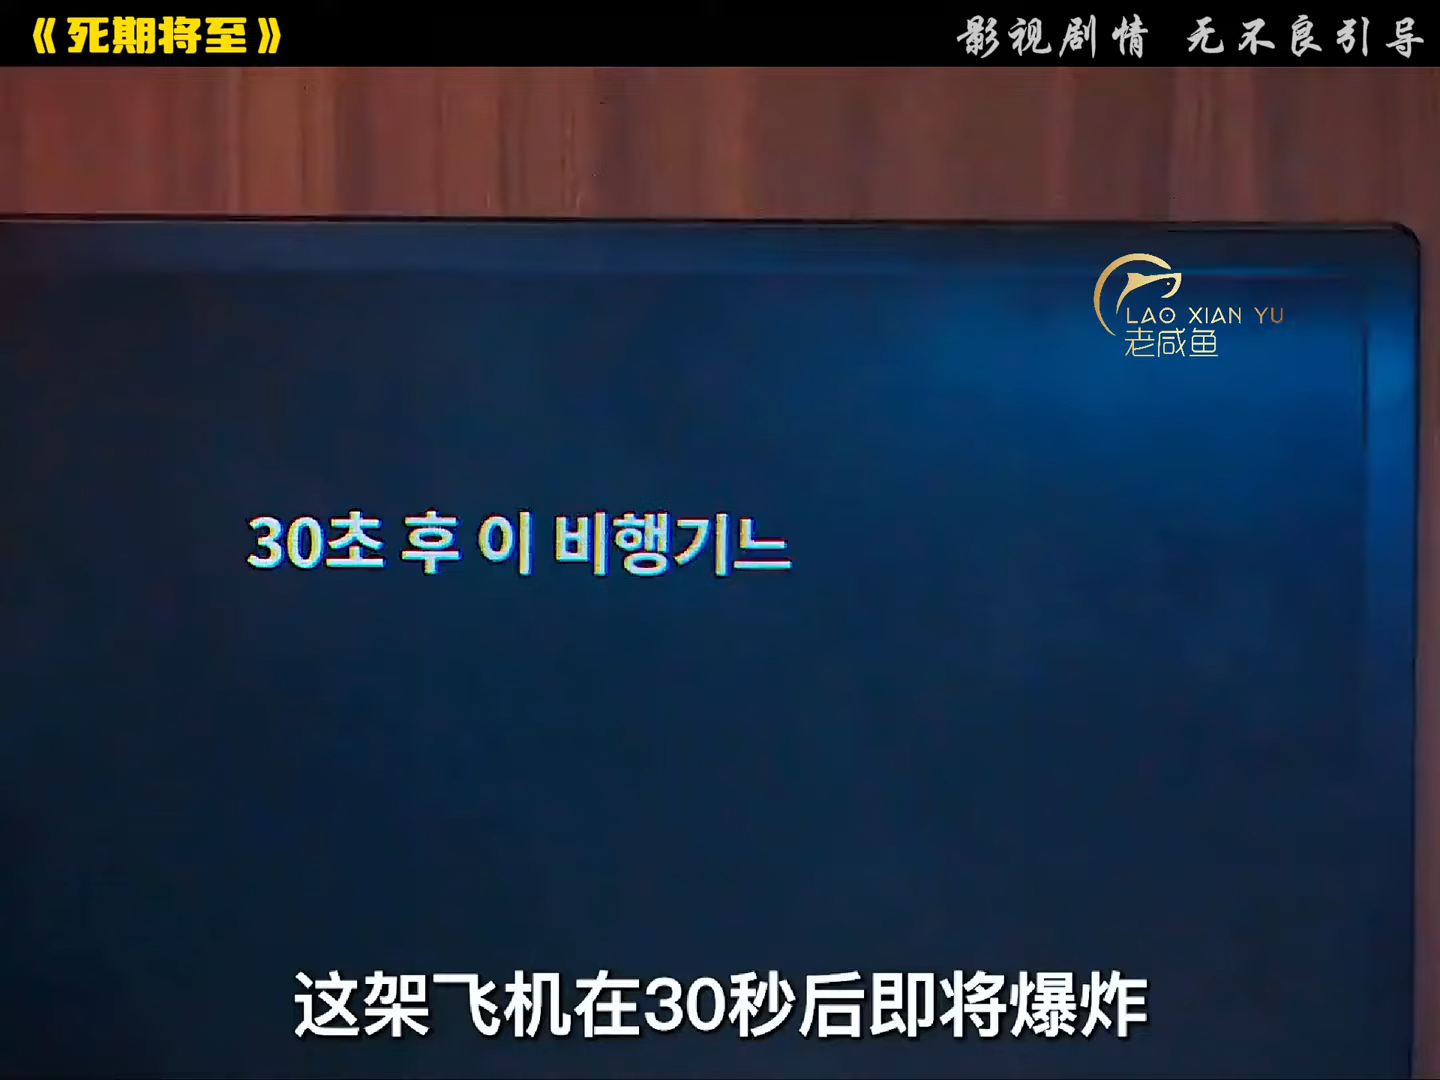 《死期将至》
影视剧情 无不良引导
LAO XIAN YU
老咸鱼
30초 후 이 비행기느
这架飞机在30秒后即将爆炸